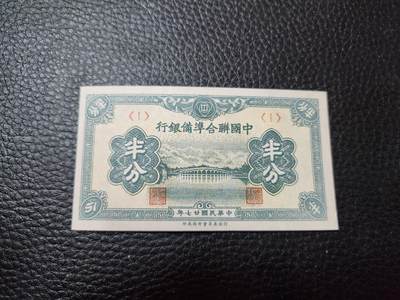 (1)
(1)
中國聯合準備銀行
半分
半分
中華民國廿七年